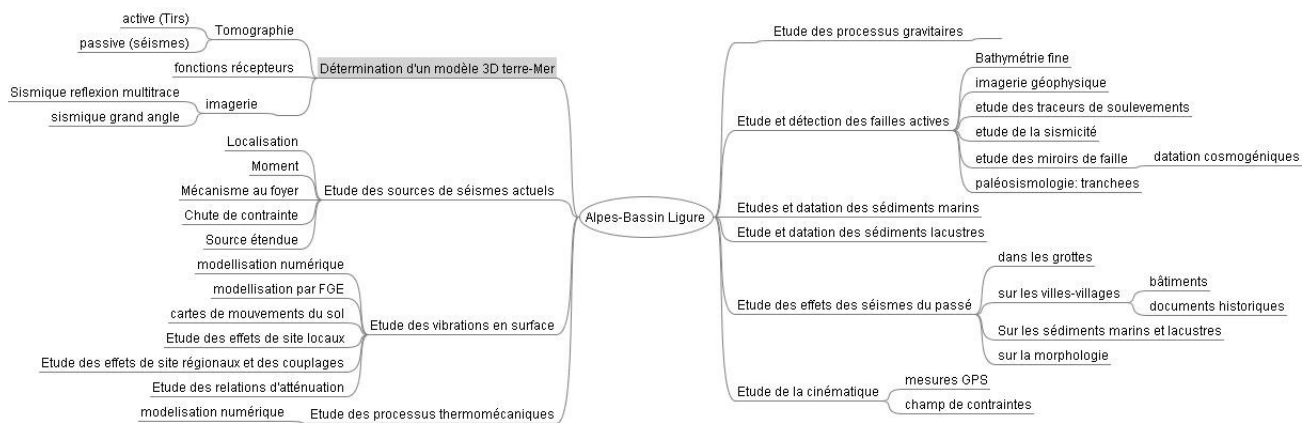 active (Tirs)
passive (séismes)
Tomographie
fonctions récepteurs
Sismique reflexion multitrace
sismique grand angle
imagerie
Détermination d'un modèle 3D terre-Mer
Localisation
Moment
Mécanisme au foyer
Chute de contrainte
Source étendue
Etude des sources de séismes actuels
modellisation numérique
modellisation par FGE
cartes de mouvements du sol
Etude des effets de site locaux
Etude des effets de site régionaux et des couplages
Etude des relations d'atténuation
Etude des vibrations en surface
modelisation numérique
Etude des processus thermomécaniques
Alpes-Bassin Ligure
Etude des processus gravitaires
Etude et détection des failles actives
Bathymétrie fine
imagerie géophysique
etude des traceurs de soulevements
etude de la sismicité
etude des miroirs de faille
datation cosmogéniques
paléosismologie: tranchees
Etudes et datation des sédiments marins
Etude et datation des sédiments lacustres
Etude des effets des séismes du passé
dans les grottes
sur les villes-villages
bâtiments
documents historiques
Sur les sédiments marins et lacustres
sur la morphologie
Etude de la cinématique
mesures GPS
champ de contraintes